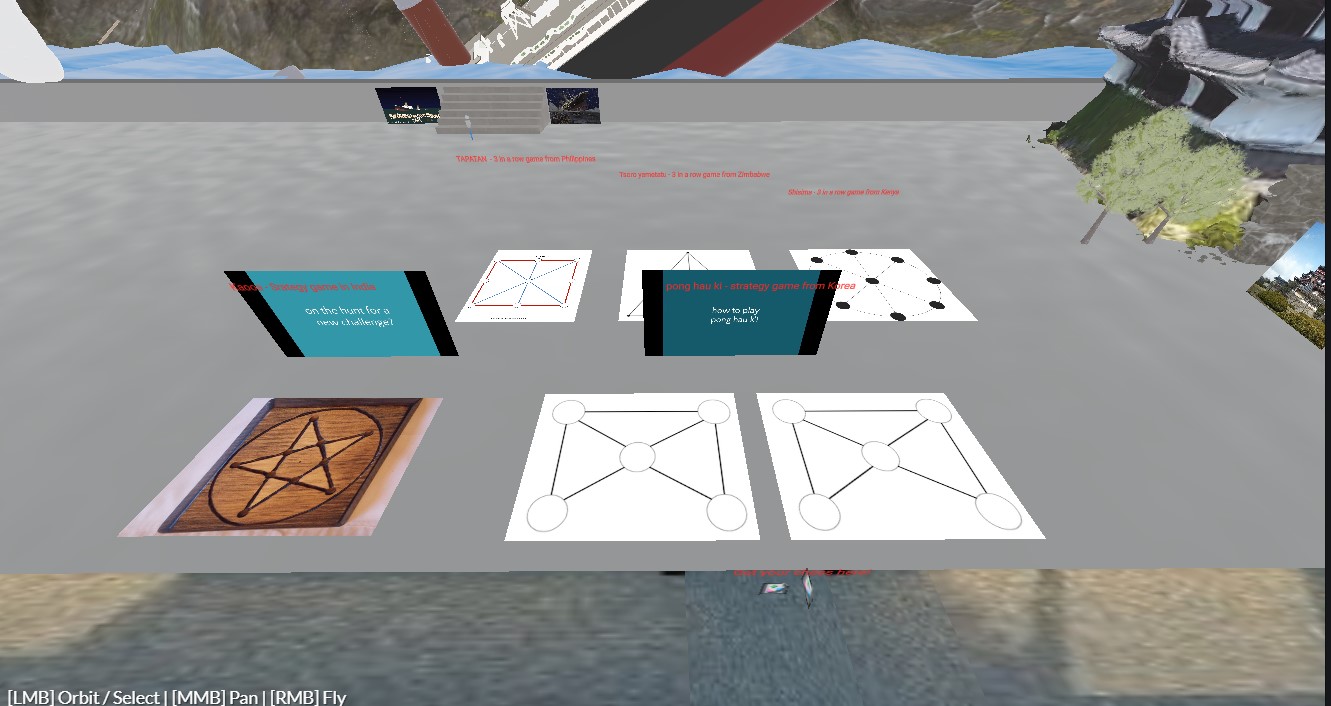 TAPATAN - 3 in a row game from Philippines
Tsoro yematatu - 3 in a row game from Zimbabwe
Shisima - 3 in a row game from Kenya
Kaooa - Strategy game in India
on the hunt for a
new challenge?
pong hau ki - strategy game from Korea
how to play
pong hau k'i
[LMB] Orbit / Select | [MMB] Pan | [RMB] Fly